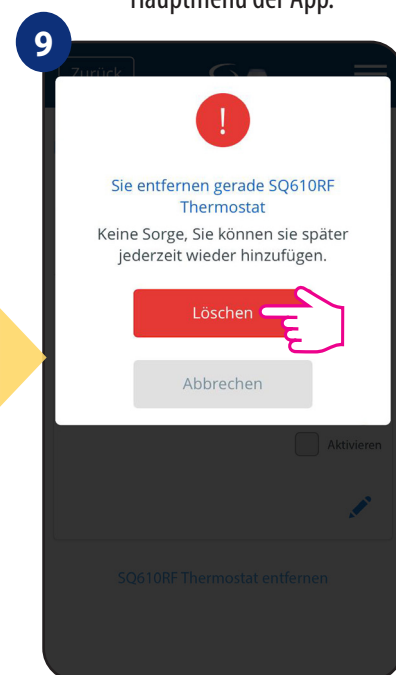 Hauptmenü der App.
9
Zurück
!
Sie entfernen gerade SQ610RF
Thermostat
Keine Sorge, Sie können sie später
jederzeit wieder hinzufügen.
Löschen
Abbrechen
Aktivieren
SQ610RF Thermostat entfernen